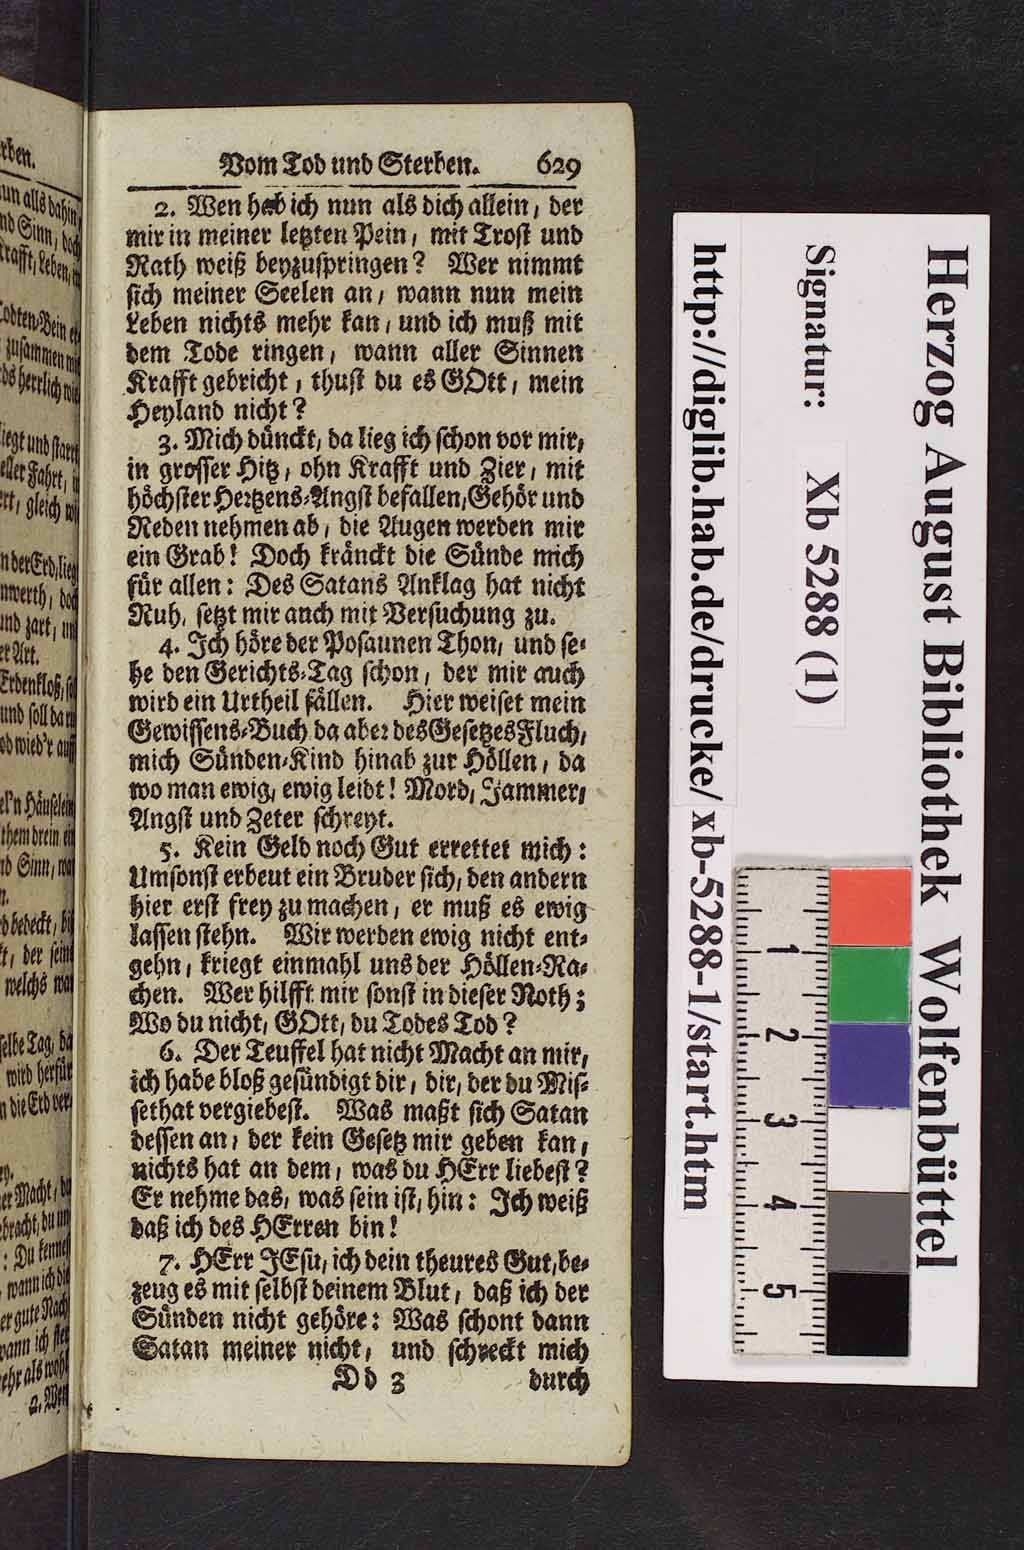 Vom Tod und Sterben. 629
2. Wen hab ich nun als dich allein, der
mir in meiner letzten Pein, mit Trost und
Rath weiß beyzuspringen? Wer nimmt
sich meiner Seelen an, wann nun mein
Leben nichts mehr kan, und ich muß mit
dem Tode ringen, wann aller Sinnen
Krafft gebricht, thust du es GOtt, mein
Heyland nicht?
3. Mich dünckt, da lieg ich schon vor mir,
in grosser Hitz, ohn Krafft und Zier, mit
höchster Hertzens-Angst befallen, Gehör und
Reden nehmen ab, die Augen werden mir
ein Grab! Doch kränckt die Sünde mich
für allen: Des Satans Anklag hat nicht
Ruh, setzt mir auch mit Versuchung zu.
4. Ich höre der Posaunen Thon, und se-
he den Gerichts-Tag schon, der mir auch
wird ein Urtheil fällen. Hier weiset mein
Gewissens-Buch da aber des Gesetzes Fluch,
mich Sünden-Kind hinab zur Höllen, da
wo man ewig, ewig leidt! Mord, Jammer,
Angst und Zeter schreyt.
5. Kein Geld noch Gut errettet mich:
Umsonst erbeut ein Bruder sich, den andern
hier erst frey zu machen, er muß es ewig
lassen stehn. Wir werden ewig nicht ent-
gehn, kriegt einmahl uns der Höllen-Ra-
chen. Wer hilfft mir sonst in dieser Noth;
Wo du nicht, GOtt, du Todes Tod?
6. Der Teuffel hat nicht Macht an mir,
ich habe bloß gesündigt dir, dir, der du Mis-
sethat vergiebest. Was maßt sich Satan
dessen an, der kein Gesetz mir geben kan,
nichts hat an dem, was du HErr liebest?
Er nehme das, was sein ist, hin: Ich weiß
daß ich des HErren bin!
7. HErr JEsu, ich dein theures Gut, be-
zeug es mit selbst deinem Blut, daß ich der
Sünden nicht gehöre: Was schont dann
Satan meiner nicht, und schreckt mich
Dd 3 durch
Herzog August Bibliothek Wolfenbüttel
Signatur: Xb 5288 (1)
http://diglib.hab.de/drucke/xb-5288-1/start.htm
1 2 3 4 5